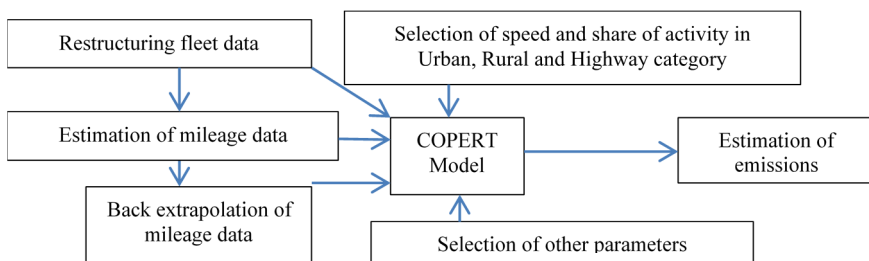 Restructuring fleet data
Selection of speed and share of activity in
Urban, Rural and Highway category
Estimation of mileage data
COPERT
Model
Estimation of
emissions
Back extrapolation of
mileage data
Selection of other parameters